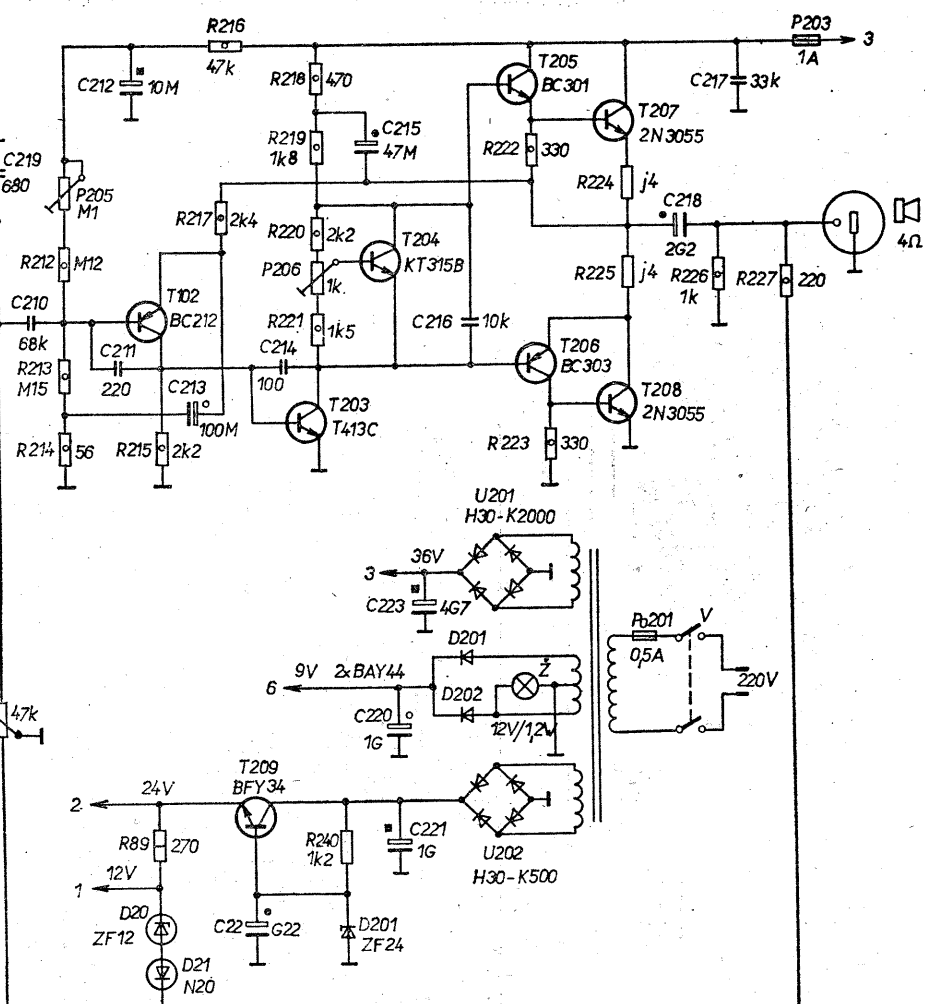 R216
47k
P203
3
1A
C212
10M
R218
470
T205
BC301
C217
33k
T207
2N3055
C219
680
R219
1k8
C215
47M
R222
330
P205
M1
R224
j4
C218
2G2
R217
2k4
R220
2k2
T204
KT315B
4Ω
R212
M12
P206
1k
R225
j4
R226
1k
R227
220
C210
68k
T102
BC212
R221
1k5
C216
10k
C211
220
C214
100
T206
BC303
R213
M15
C213
100M
T203
T413C
T208
2N3055
R214
56
R215
2k2
R223
330
U201
H30-K2000
3
36V
C223
4G7
Po201
V
0,5A
220V
D201
9V
2xBAY44
6
Ż
D202
C220
1G
12V/1,2W
47k
T209
BFY34
24V
2
R89
270
R240
1k2
C221
1G
U202
H30-K500
12V
1
D20
ZF12
C22
G22
D201
ZF24
D21
N20